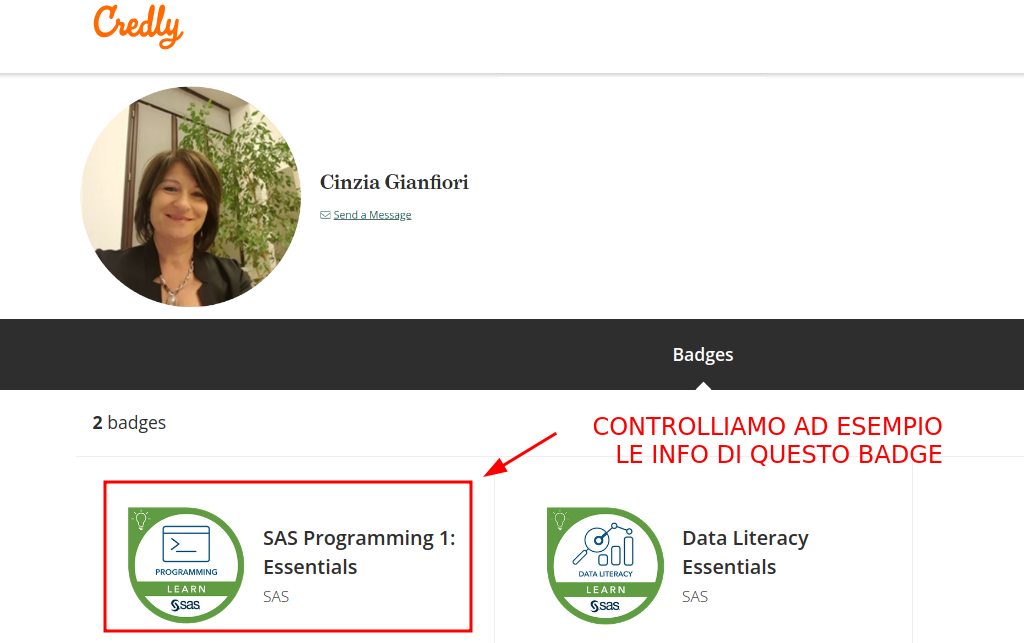 Credly
Cinzia Gianfiori
Send a Message
Badges
2 badges
CONTROLLIAMO AD ESEMPIO
LE INFO DI QUESTO BADGE
PROGRAMMING
LEARN
sas
SAS Programming 1:
Essentials
SAS
DATA LITERACY
LEARN
sas
Data Literacy
Essentials
SAS